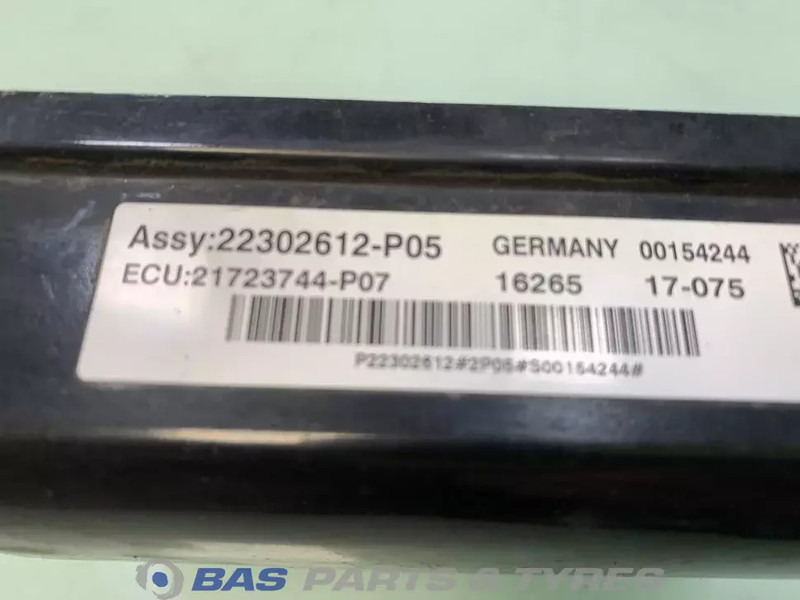 Assy:22302612-P05 GERMANY 00154244
ECU:21723744-P07 16265 17-075
P22302612#2P05#S00154244#
BAS PARTS & TYRES